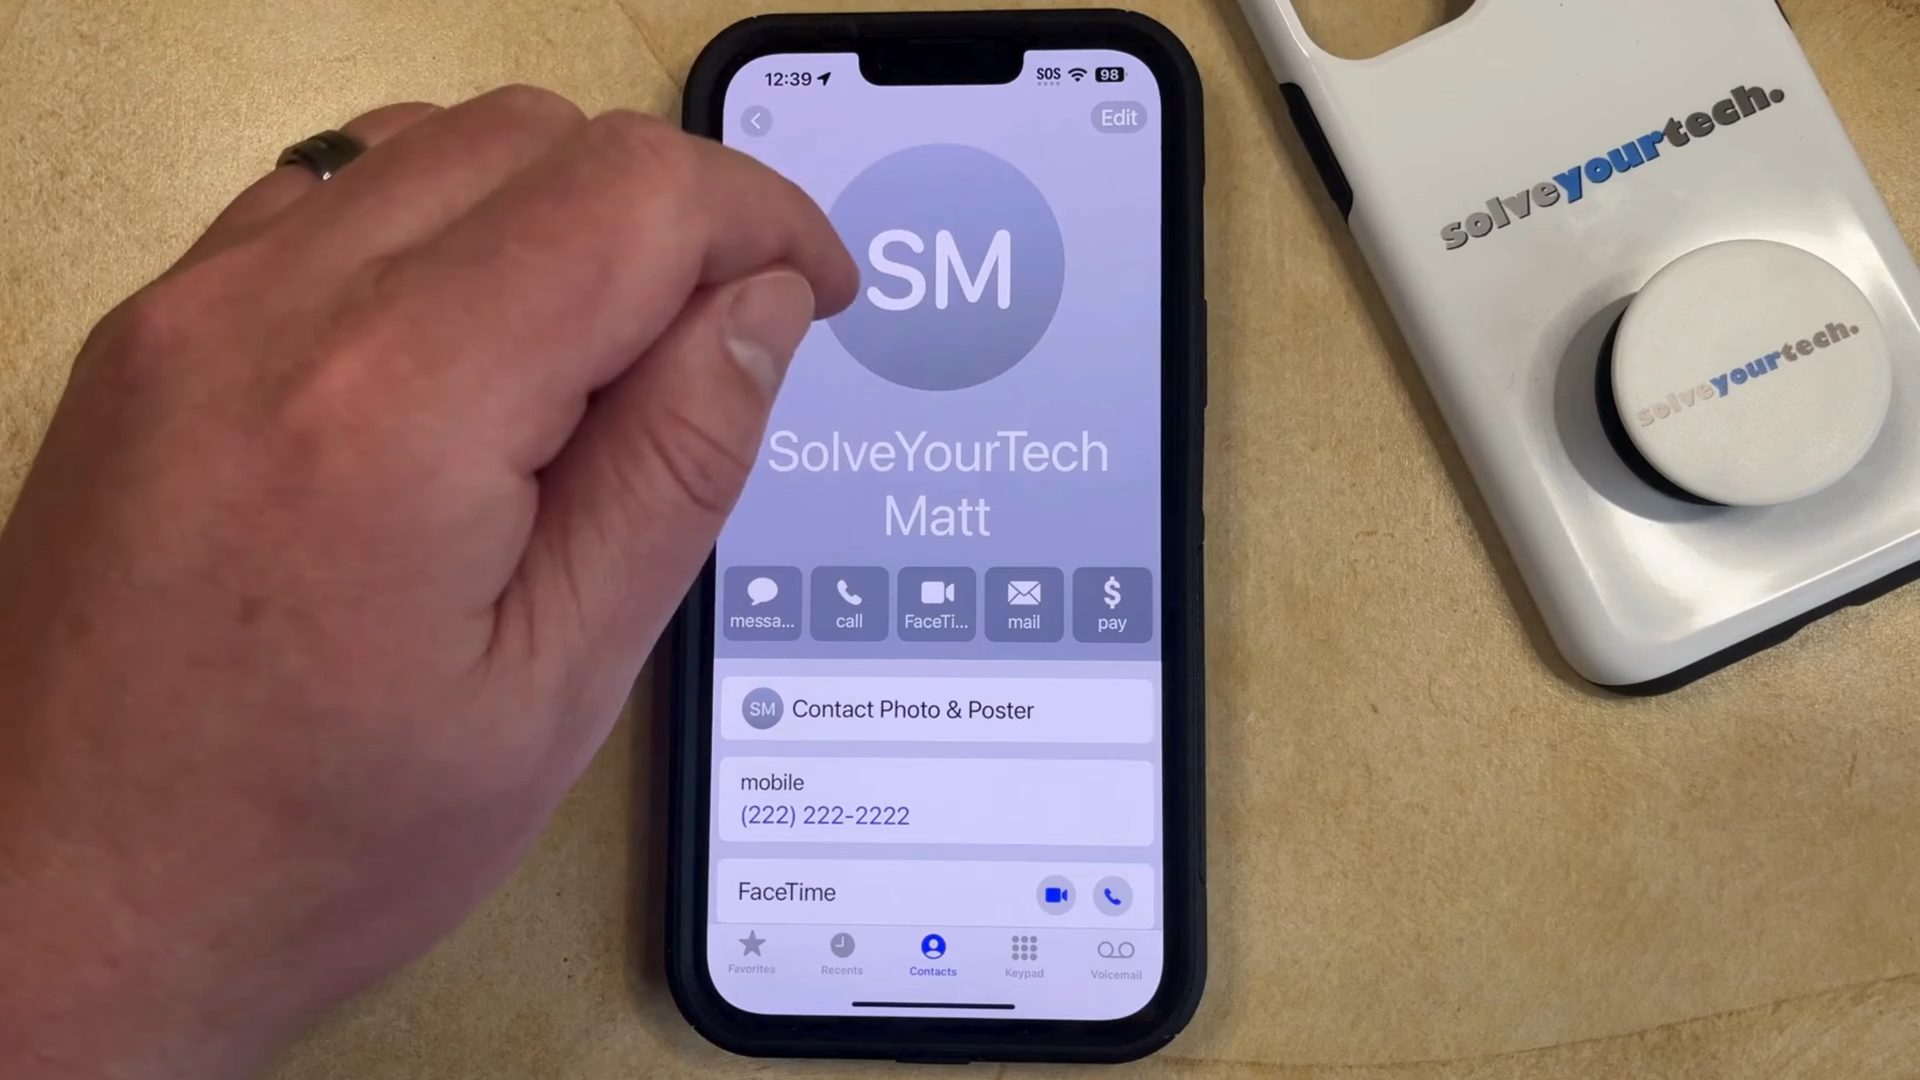 12:39
SOS
98
Edit
SM
SolveYourTech
Matt
messa...
call
FaceTi...
mail
pay
SM
Contact Photo & Poster
mobile
(222) 222-2222
FaceTime
Favorites
Recents
Contacts
Keypad
Voicemail
solveyourtech.
solveyourtech.